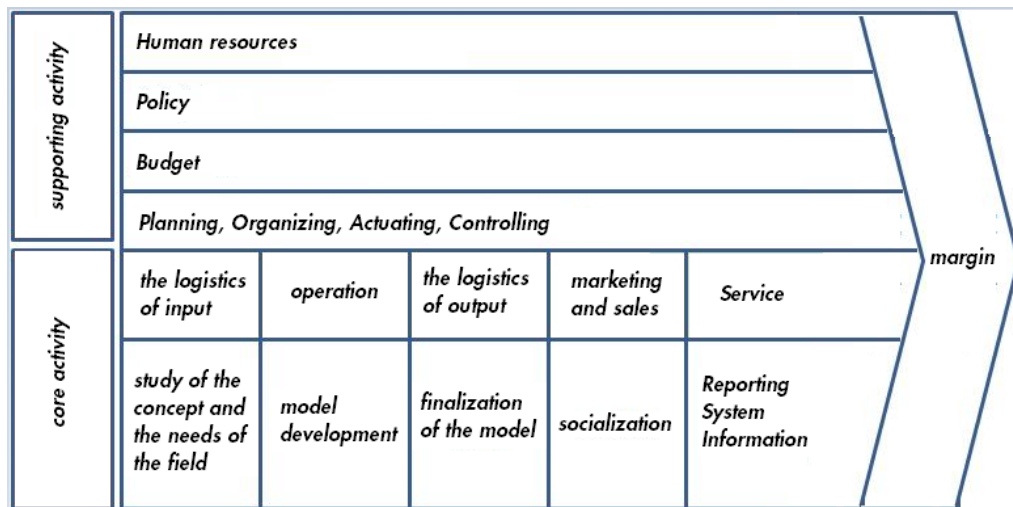 supporting activity
Human resources
Policy
Budget
Planning, Organizing, Actuating, Controlling
core activity
the logistics
of input
operation
the logistics
of output
marketing
and sales
Service
study of the
concept and
the needs of
the field
model
development
finalization
of the model
socialization
Reporting
System
Information
margin